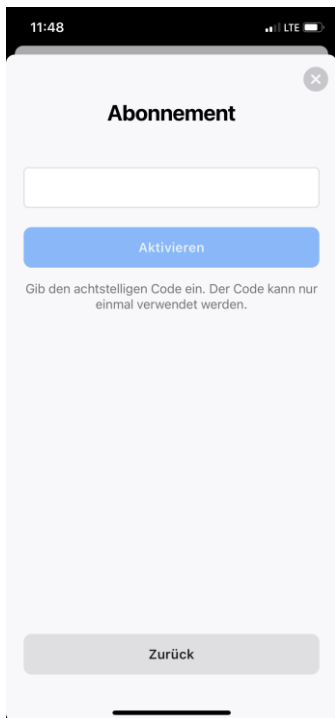 11:48
LTE
Abonnement
Aktivieren
Gib den achtstelligen Code ein. Der Code kann nur
einmal verwendet werden.
Zurück